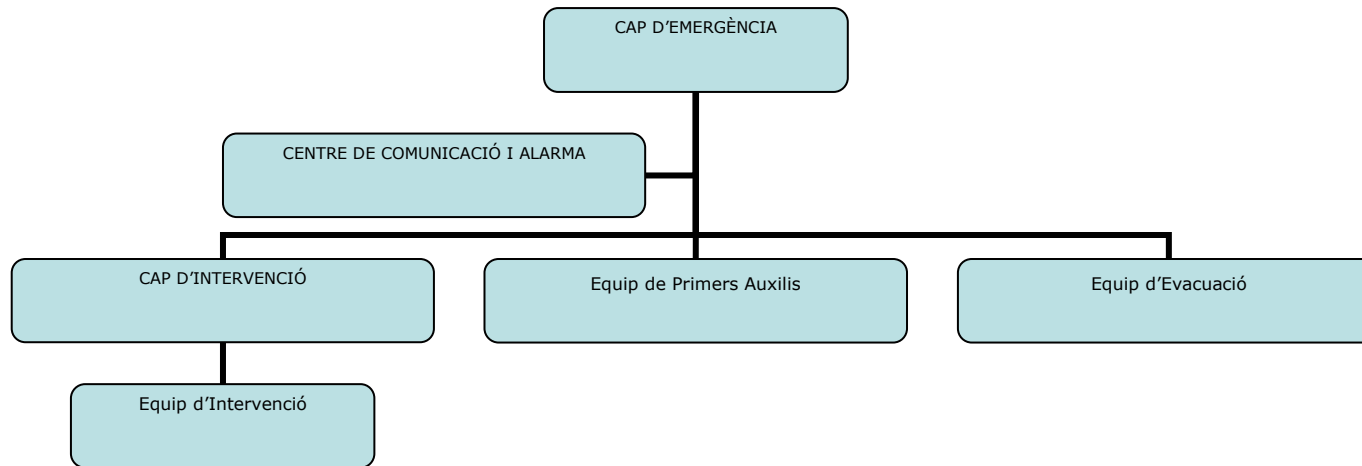 CAP D’EMERGÈNCIA
CENTRE DE COMUNICACIÓ I ALARMA
CAP D’INTERVENCIÓ
Equip de Primers Auxilis
Equip d’Evacuació
Equip d’Intervenció